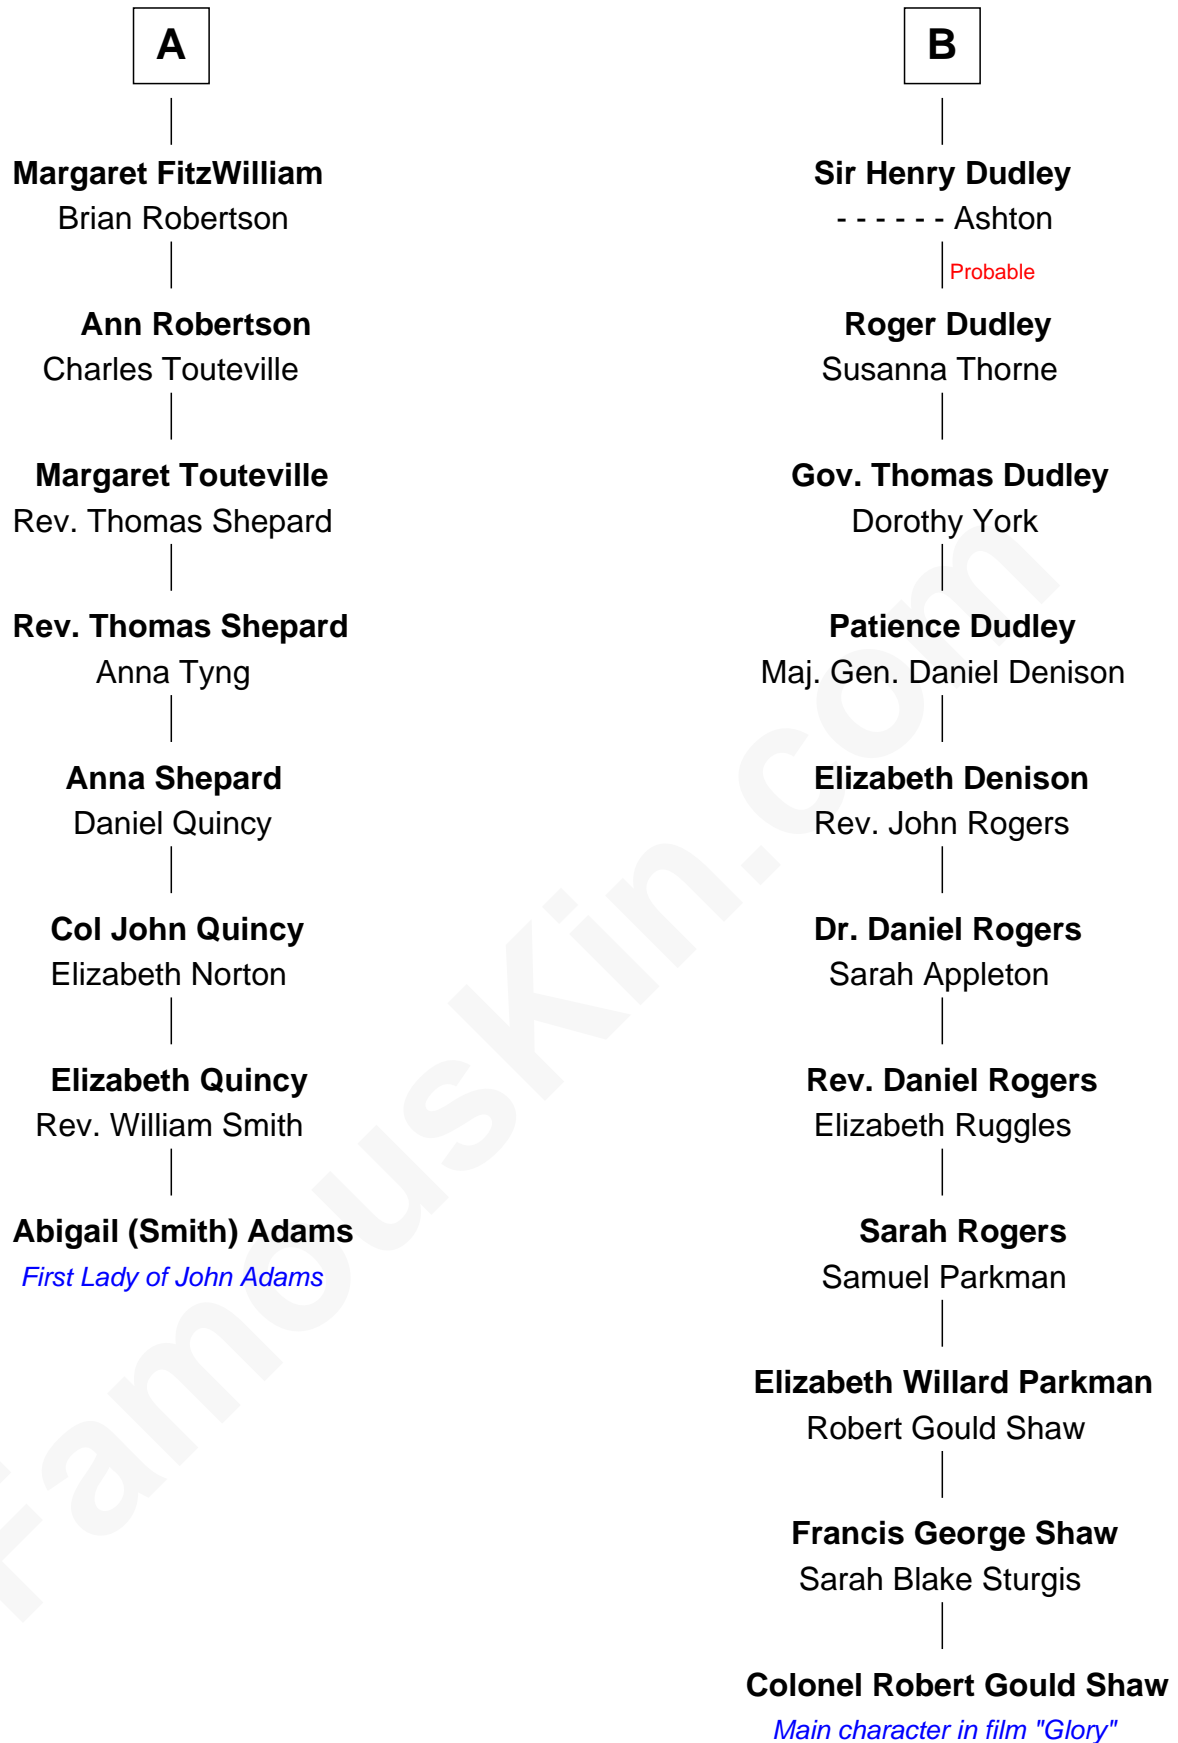 A
Margaret FitzWilliam
Brian Robertson
Ann Robertson
Charles Touteville
Margaret Touteville
Rev. Thomas Shepard
Rev. Thomas Shepard
Anna Tyng
Anna Shepard
Daniel Quincy
Col John Quincy
Elizabeth Norton
Elizabeth Quincy
Rev. William Smith
Abigail (Smith) Adams
First Lady of John Adams
B
Sir Henry Dudley
- - - - - - Ashton
Probable
Roger Dudley
Susanna Thorne
Gov. Thomas Dudley
Dorothy York
Patience Dudley
Maj. Gen. Daniel Denison
Elizabeth Denison
Rev. John Rogers
Dr. Daniel Rogers
Sarah Appleton
Rev. Daniel Rogers
Elizabeth Ruggles
Sarah Rogers
Samuel Parkman
Elizabeth Willard Parkman
Robert Gould Shaw
Francis George Shaw
Sarah Blake Sturgis
Colonel Robert Gould Shaw
Main character in film "Glory"
FamousKin.com